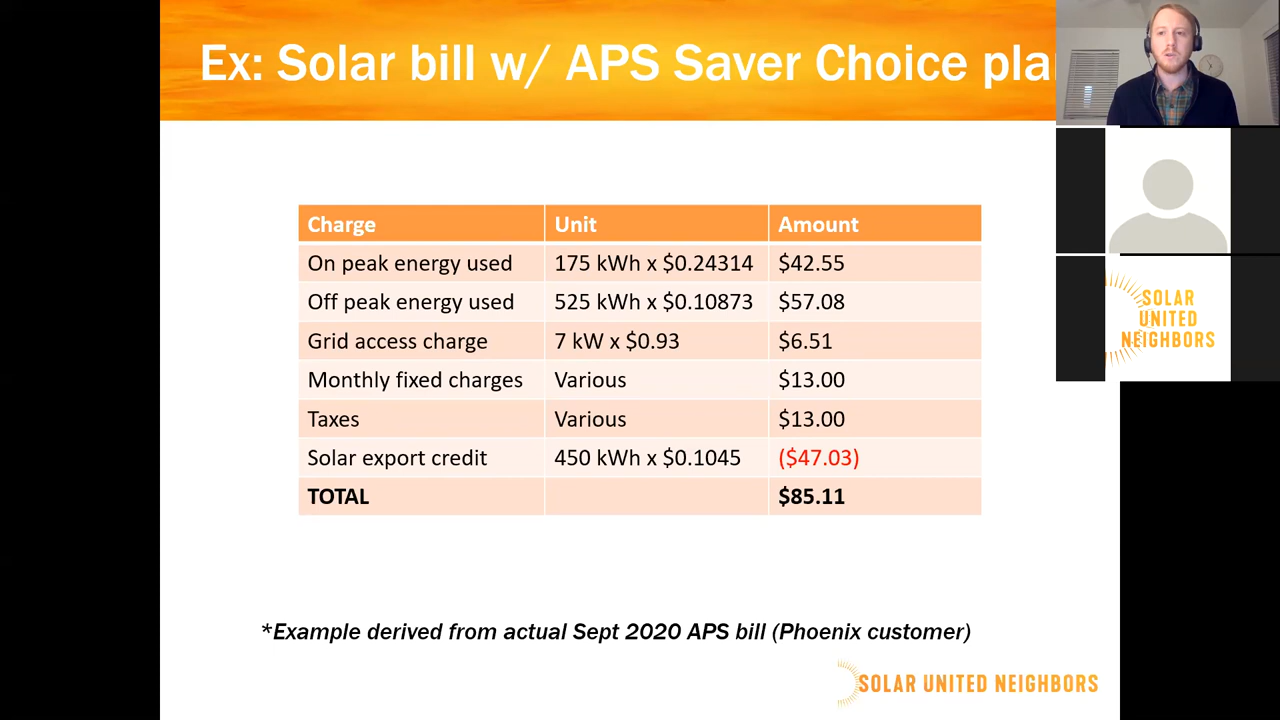 Ex: Solar bill w/ APS Saver Choice pla
Charge Unit Amount
On peak energy used 175 kWh x $0.24314 $42.55
Off peak energy used 525 kWh x $0.10873 $57.08
Grid access charge 7 kW x $0.93 $6.51
Monthly fixed charges Various $13.00
Taxes Various $13.00
Solar export credit 450 kWh x $0.1045 ($47.03)
TOTAL $85.11
*Example derived from actual Sept 2020 APS bill (Phoenix customer)
SOLAR UNITED NEIGHBORS
SOLAR
UNITED
NEIGHBORS